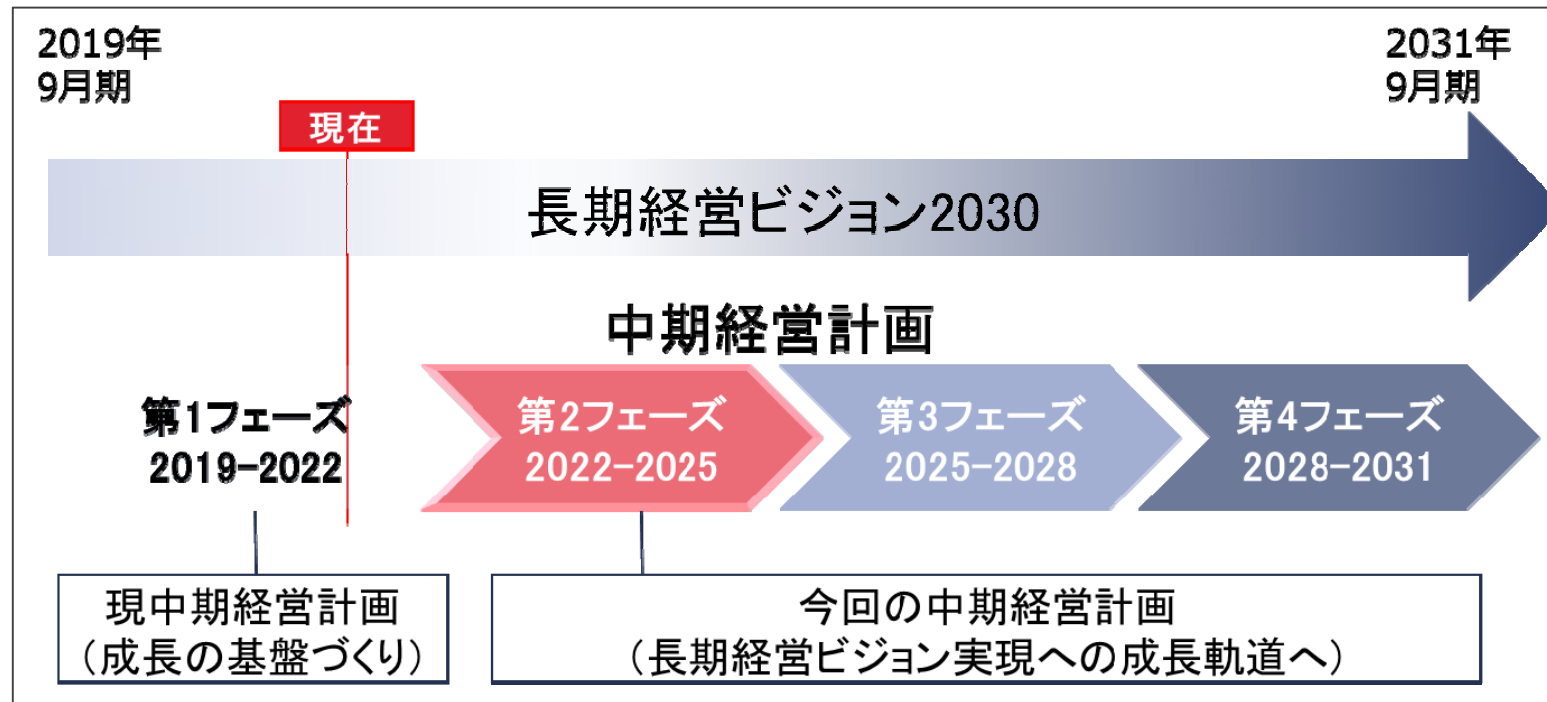 2019年
9月期
2031年
9月期
現在
長期経営ビジョン2030
中期経営計画
第1フェーズ
2019-2022
第2フェーズ
2022-2025
第3フェーズ
2025-2028
第4フェーズ
2028-2031
現中期経営計画
(成長の基盤づくり)
今回の中期経営計画
(長期経営ビジョン実現への成長軌道へ)